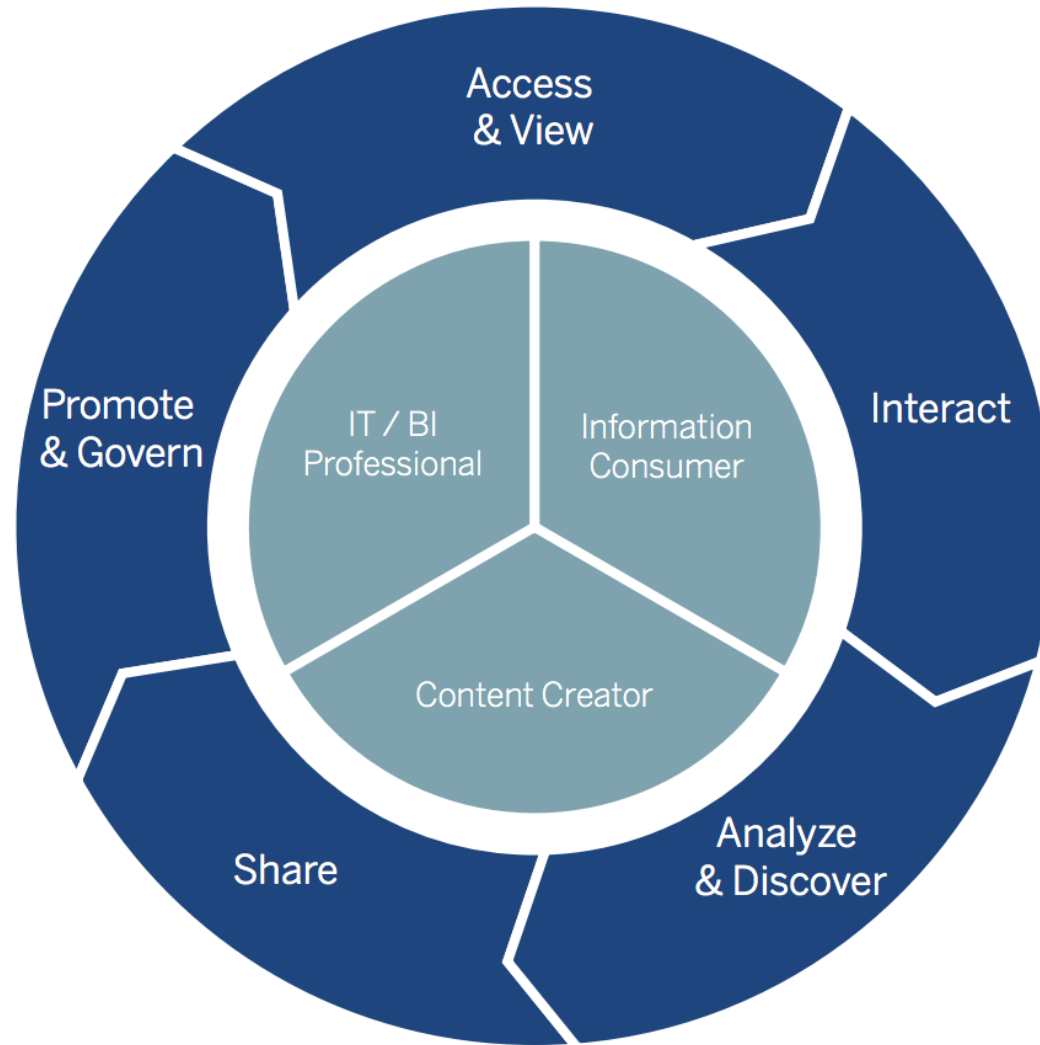 Access
& View
Interact
Analyze
& Discover
Share
Promote
& Govern
IT / BI
Professional
Information
Consumer
Content Creator